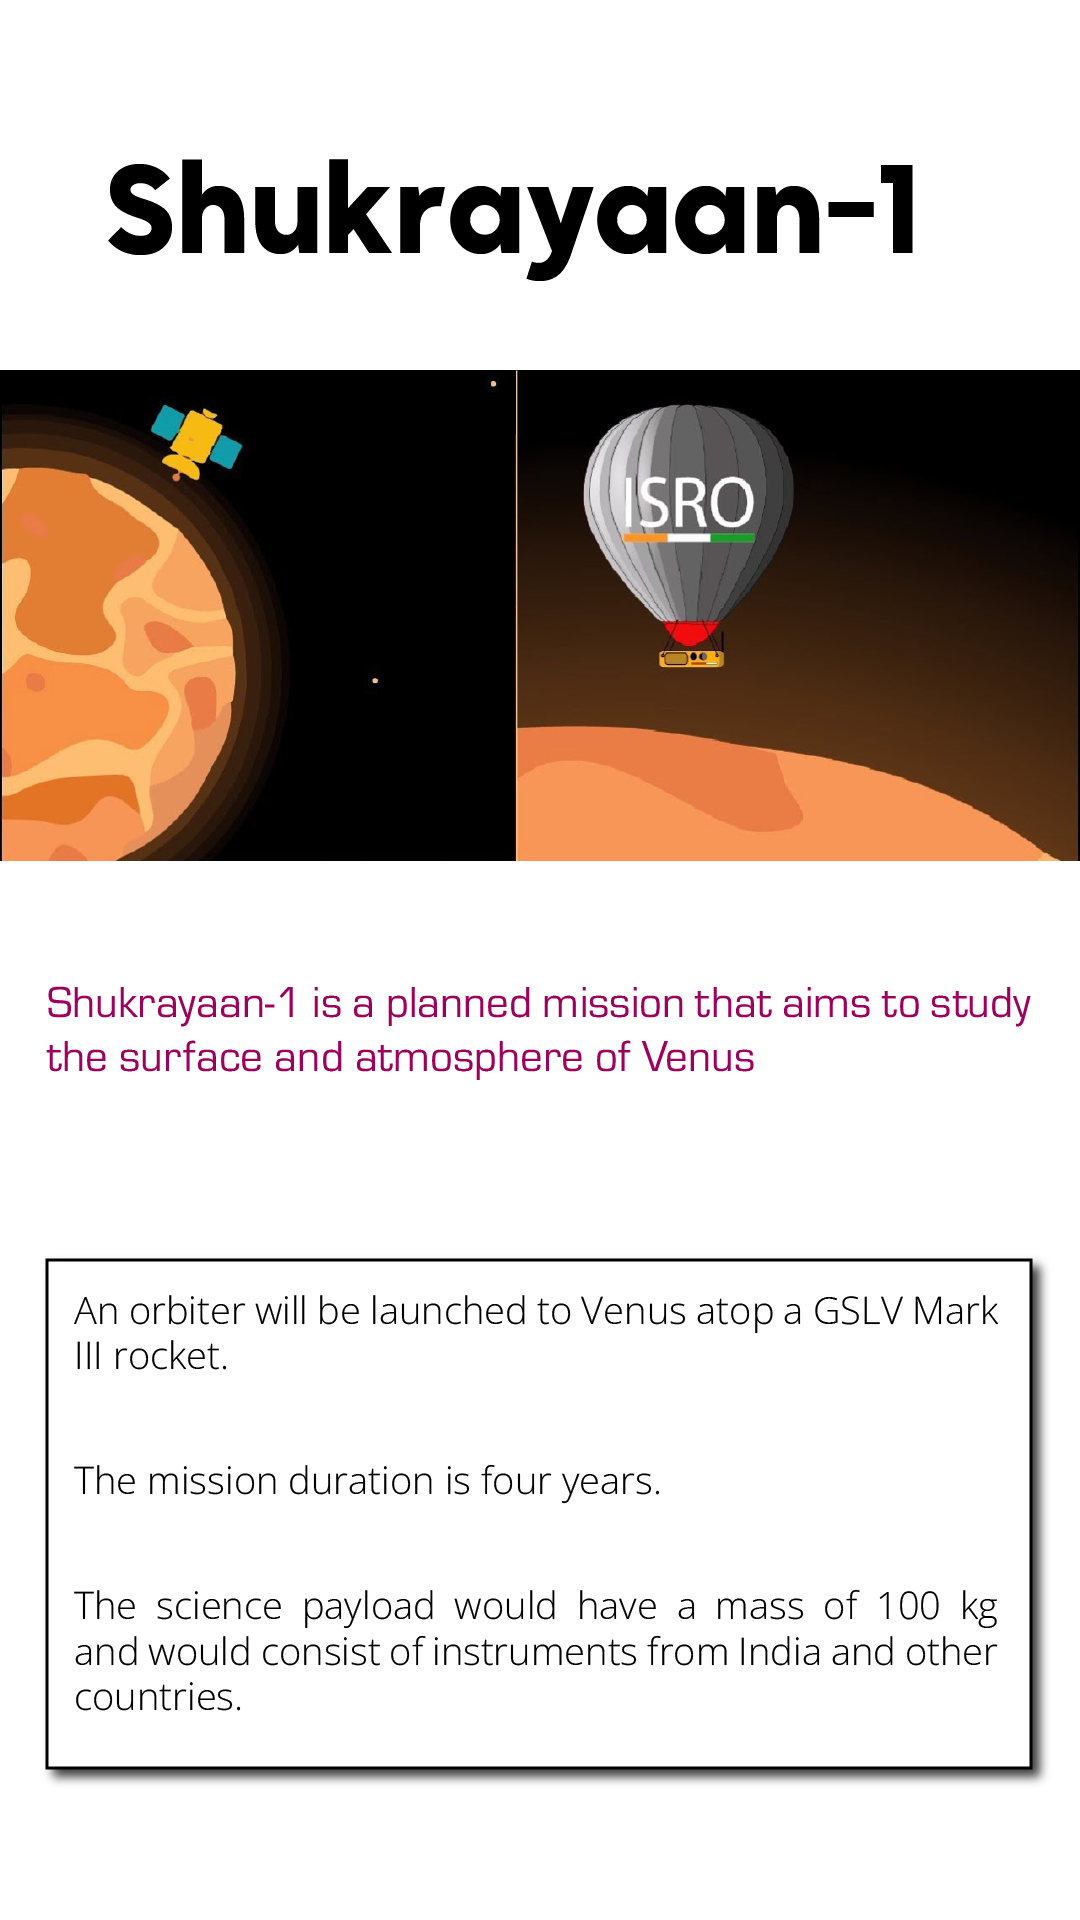 Shukrayaan-1
ISRO
Shukrayaan-1 is a planned mission that aims to study
the surface and atmosphere of Venus
An orbiter will be launched to Venus atop a GSLV Mark
III rocket.
The mission duration is four years.
The science payload would have a mass of 100 kg
and would consist of instruments from India and other
countries.